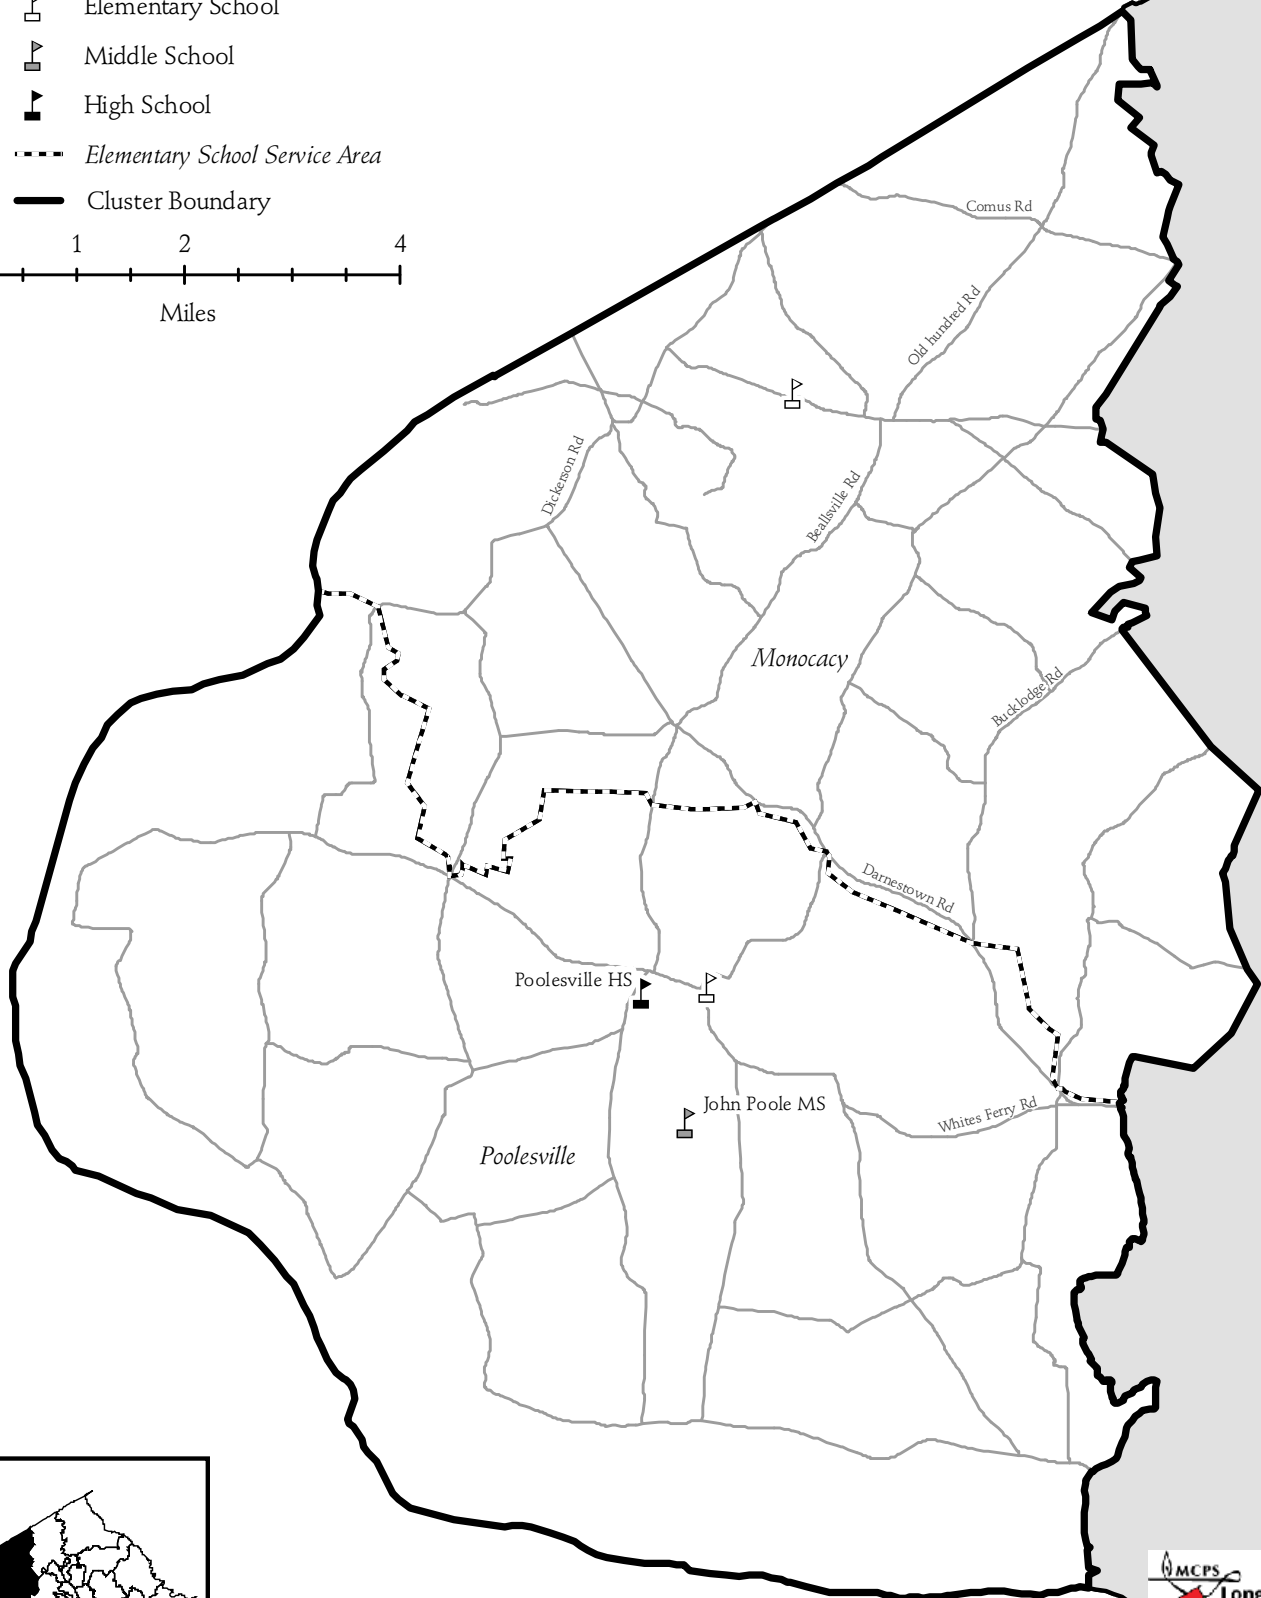 Elementary School
Middle School
High School
Elementary School Service Area
Cluster Boundary
1 2 4
Miles
Comus Rd
Old hundred Rd
Dickerson Rd
Beallsville Rd
Monocacy
Bucklodge Rd
Darnestown Rd
Poolesville HS
John Poole MS
Whites Ferry Rd
Poolesville
MCPS